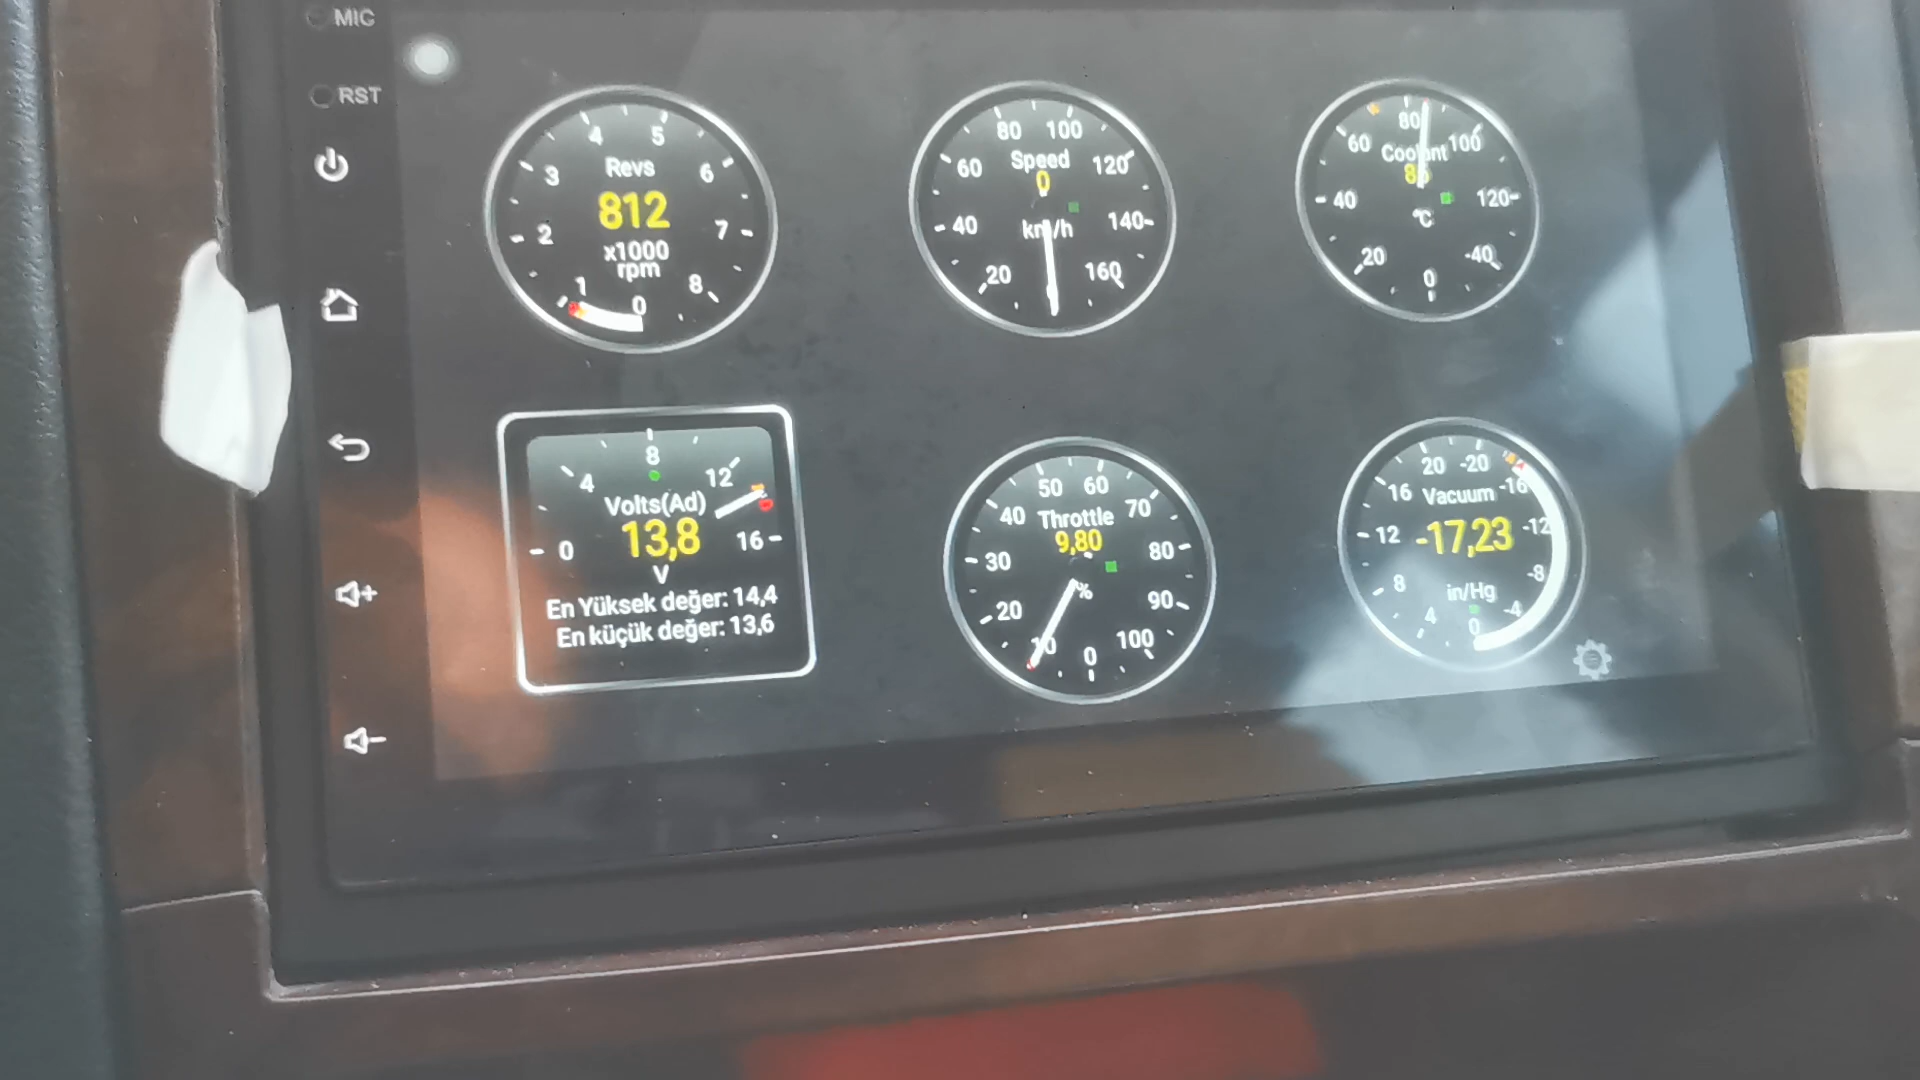 MIC
RST
4 5
3 Revs 6
812
2 7
x1000
rpm
1 0 8
80 100
60 Speed 120
0
40 km/h 140
20 160
80
60 Coolant 100
40 120
°C
20 -40
0
8
4 12
Volts(Ad)
0 13,8 16
V
En Yüksek değer: 14,4
En küçük değer: 13,6
50 60
40 Throttle 70
9,80
30 80
%
20 90
10 0 100
20 -20
16 Vacuum -16
12 -17,23 -12
8 in/Hg -8
4 0 -4